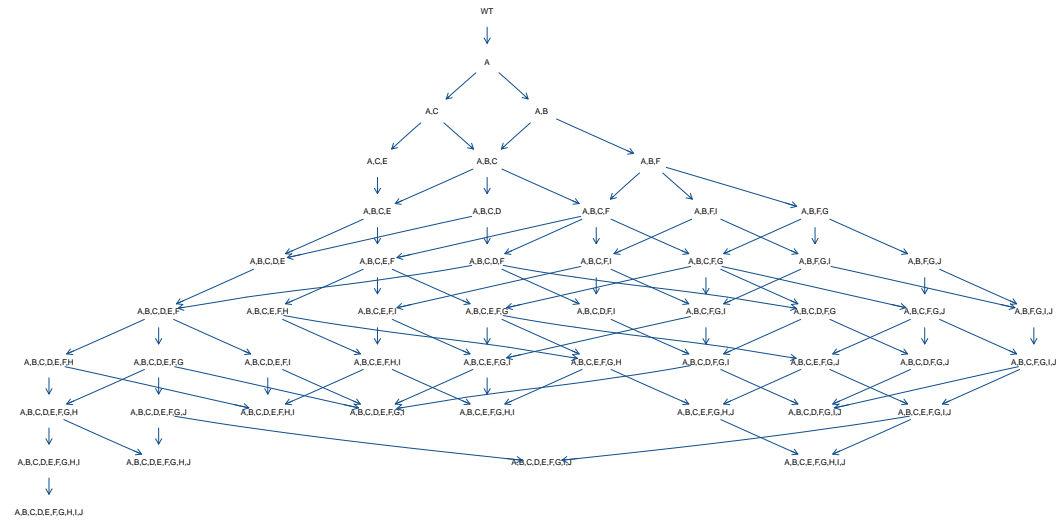 WT
A
A,C
A,B
A,C,E
A,B,C
A,B,F
A,B,C,E
A,B,C,D
A,B,C,F
A,B,F,I
A,B,F,G
A,B,C,D,E
A,B,C,E,F
A,B,C,D,F
A,B,C,F,I
A,B,C,F,G
A,B,F,G,I
A,B,F,G,J
A,B,C,D,E,F
A,B,C,E,F,H
A,B,C,E,F,I
A,B,C,E,F,G
A,B,C,D,F,I
A,B,C,F,G,I
A,B,C,D,F,G
A,B,C,F,G,J
A,B,F,G,I,J
A,B,C,D,E,F,H
A,B,C,D,E,F,G
A,B,C,D,E,F,I
A,B,C,E,F,H,I
A,B,C,E,F,G,I
A,B,C,E,F,G,H
A,B,C,D,F,G,I
A,B,C,E,F,G,J
A,B,C,D,F,G,J
A,B,C,F,G,I,J
A,B,C,D,E,F,G,H
A,B,C,D,E,F,G,J
A,B,C,D,E,F,H,I
A,B,C,D,E,F,G,I
A,B,C,E,F,G,H,I
A,B,C,E,F,G,H,J
A,B,C,D,F,G,I,J
A,B,C,E,F,G,I,J
A,B,C,D,E,F,G,H,I
A,B,C,D,E,F,G,H,J
A,B,C,D,E,F,G,I,J
A,B,C,E,F,G,H,I,J
A,B,C,D,E,F,G,H,I,J